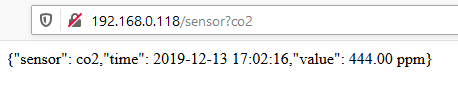 192.168.0.118/sensor?co2
{"sensor": co2,"time": 2019-12-13 17:02:16,"value": 444.00 ppm}